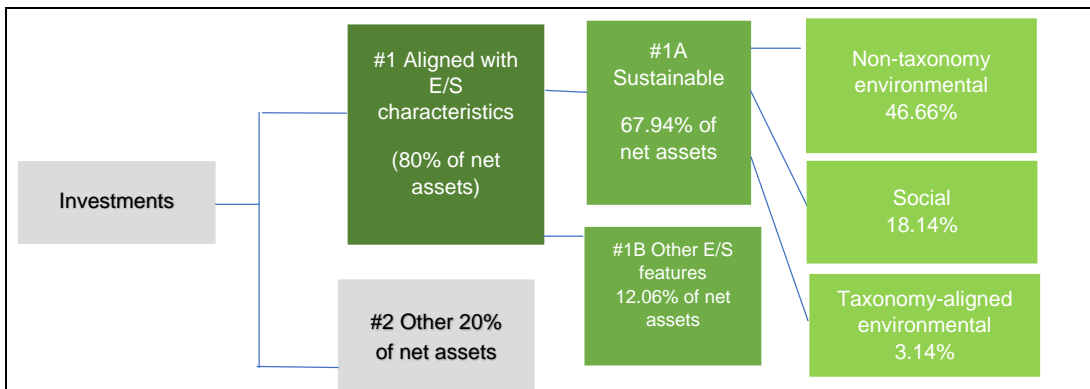 Investments
#1 Aligned with
E/S
characteristics
(80% of net
assets)
#2 Other 20%
of net assets
#1A
Sustainable
67.94% of
net assets
#1B Other E/S
features
12.06% of net
assets
Non-taxonomy
environmental
46.66%
Social
18.14%
Taxonomy-aligned
environmental
3.14%